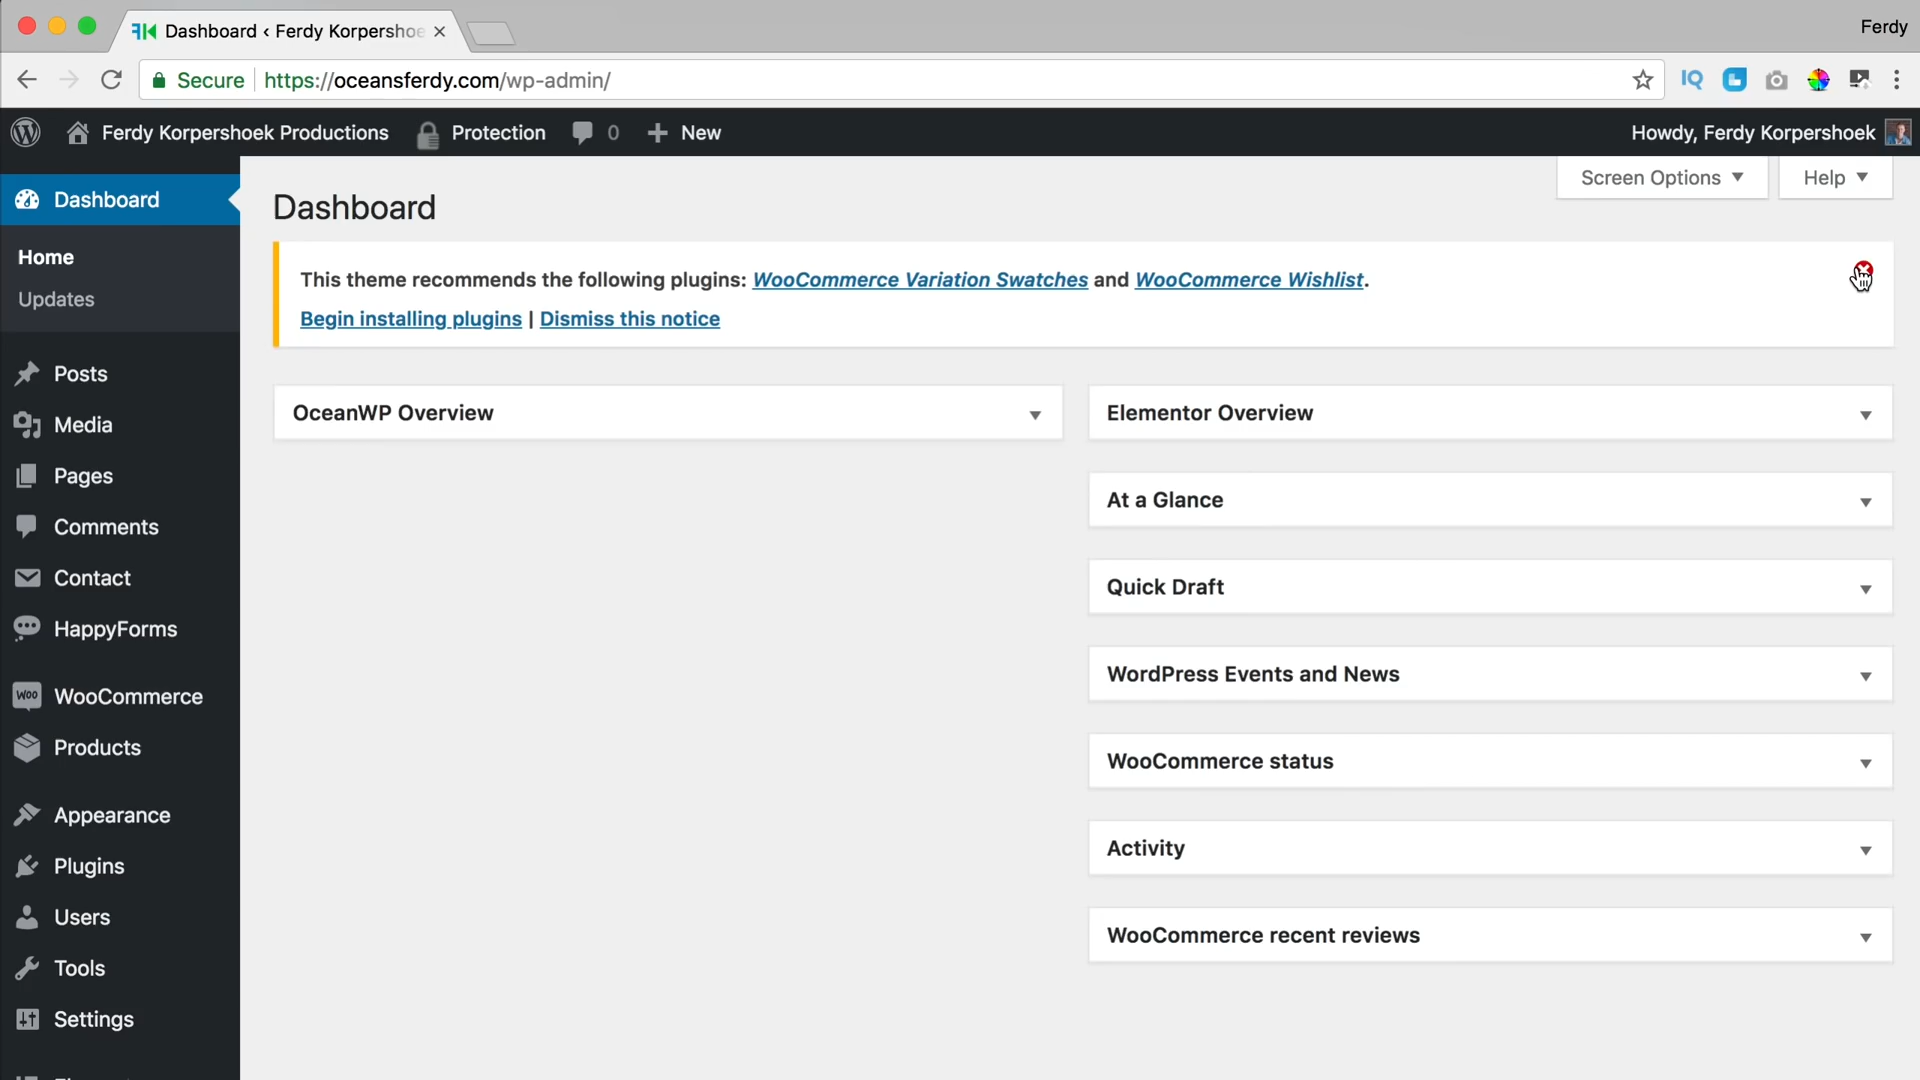 Dashboard ‹ Ferdy Korpershoe
Ferdy
Secure
https://oceansferdy.com/wp-admin/
IQ
Ferdy Korpershoek Productions
Protection
0
New
Howdy, Ferdy Korpershoek
Dashboard
Screen Options
Help
Home
Updates
Posts
Media
Pages
Comments
Contact
HappyForms
WOO
WooCommerce
Products
Appearance
Plugins
Users
Tools
Settings
Dashboard
This theme recommends the following plugins: WooCommerce Variation Swatches and WooCommerce Wishlist.
Begin installing plugins | Dismiss this notice
OceanWP Overview
Elementor Overview
At a Glance
Quick Draft
WordPress Events and News
WooCommerce status
Activity
WooCommerce recent reviews